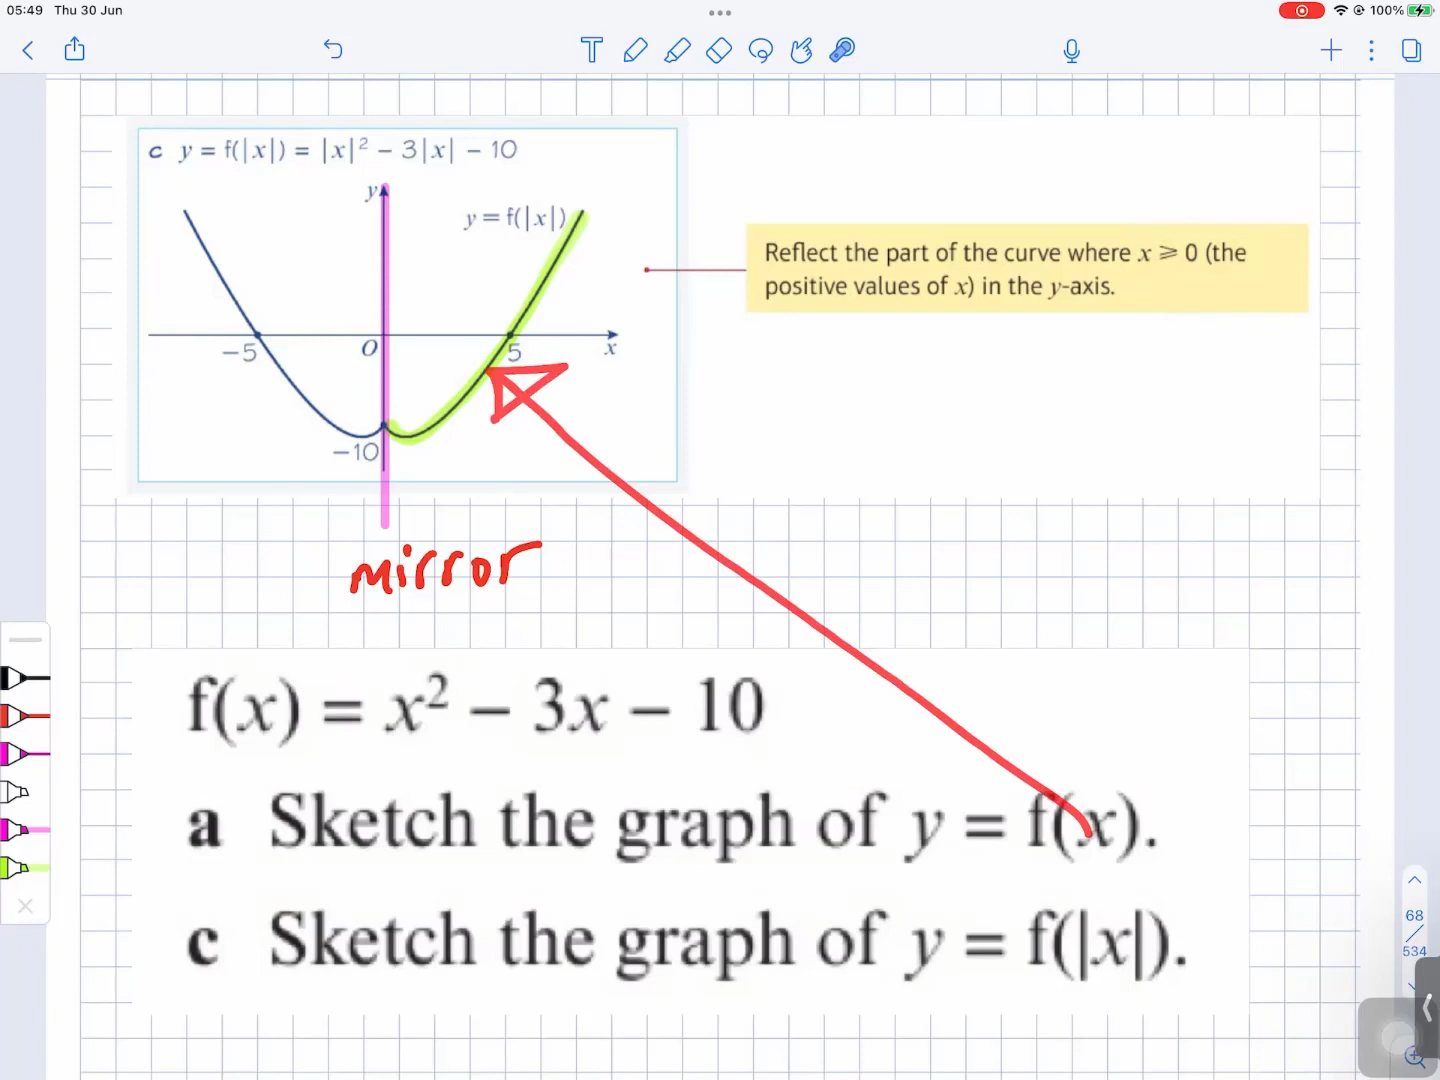 05:49 Thu 30 Jun
100%
T
c y = f(|x|) = |x|² − 3|x| − 10
y
y = f(|x|)
Reflect the part of the curve where x ⩾ 0 (the
positive values of x) in the y-axis.
−5
O
5
x
−10
mirror
f(x) = x² − 3x − 10
a Sketch the graph of y = f(x).
c Sketch the graph of y = f(|x|).
68
/
534